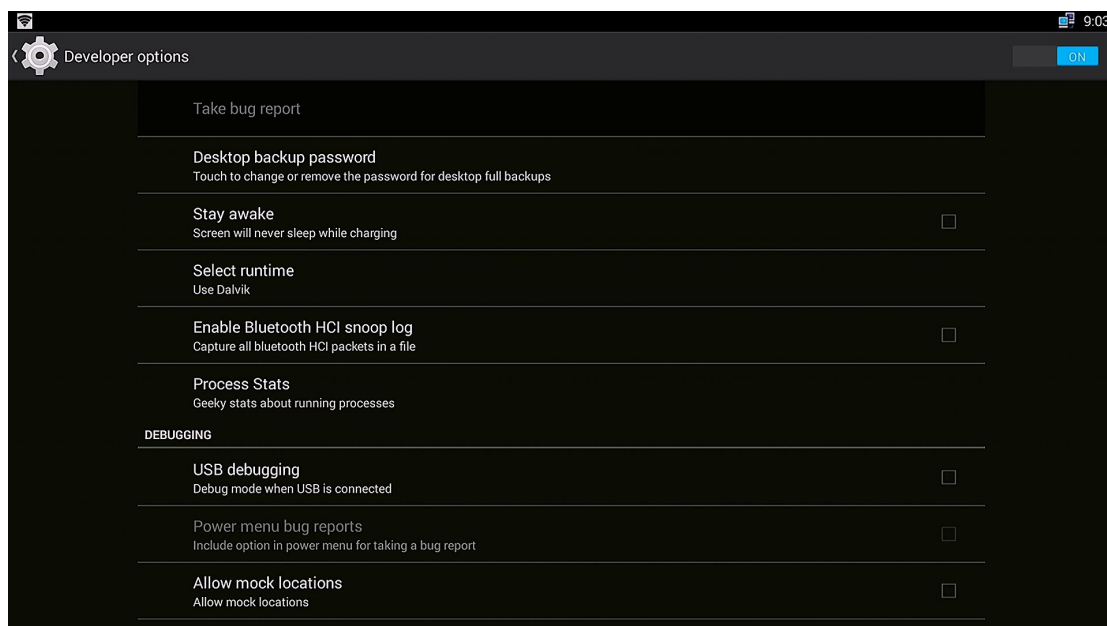 9:03
Developer options
ON
Take bug report
Desktop backup password
Touch to change or remove the password for desktop full backups
Stay awake
Screen will never sleep while charging
Select runtime
Use Dalvik
Enable Bluetooth HCI snoop log
Capture all bluetooth HCI packets in a file
Process Stats
Geeky stats about running processes
DEBUGGING
USB debugging
Debug mode when USB is connected
Power menu bug reports
Include option in power menu for taking a bug report
Allow mock locations
Allow mock locations